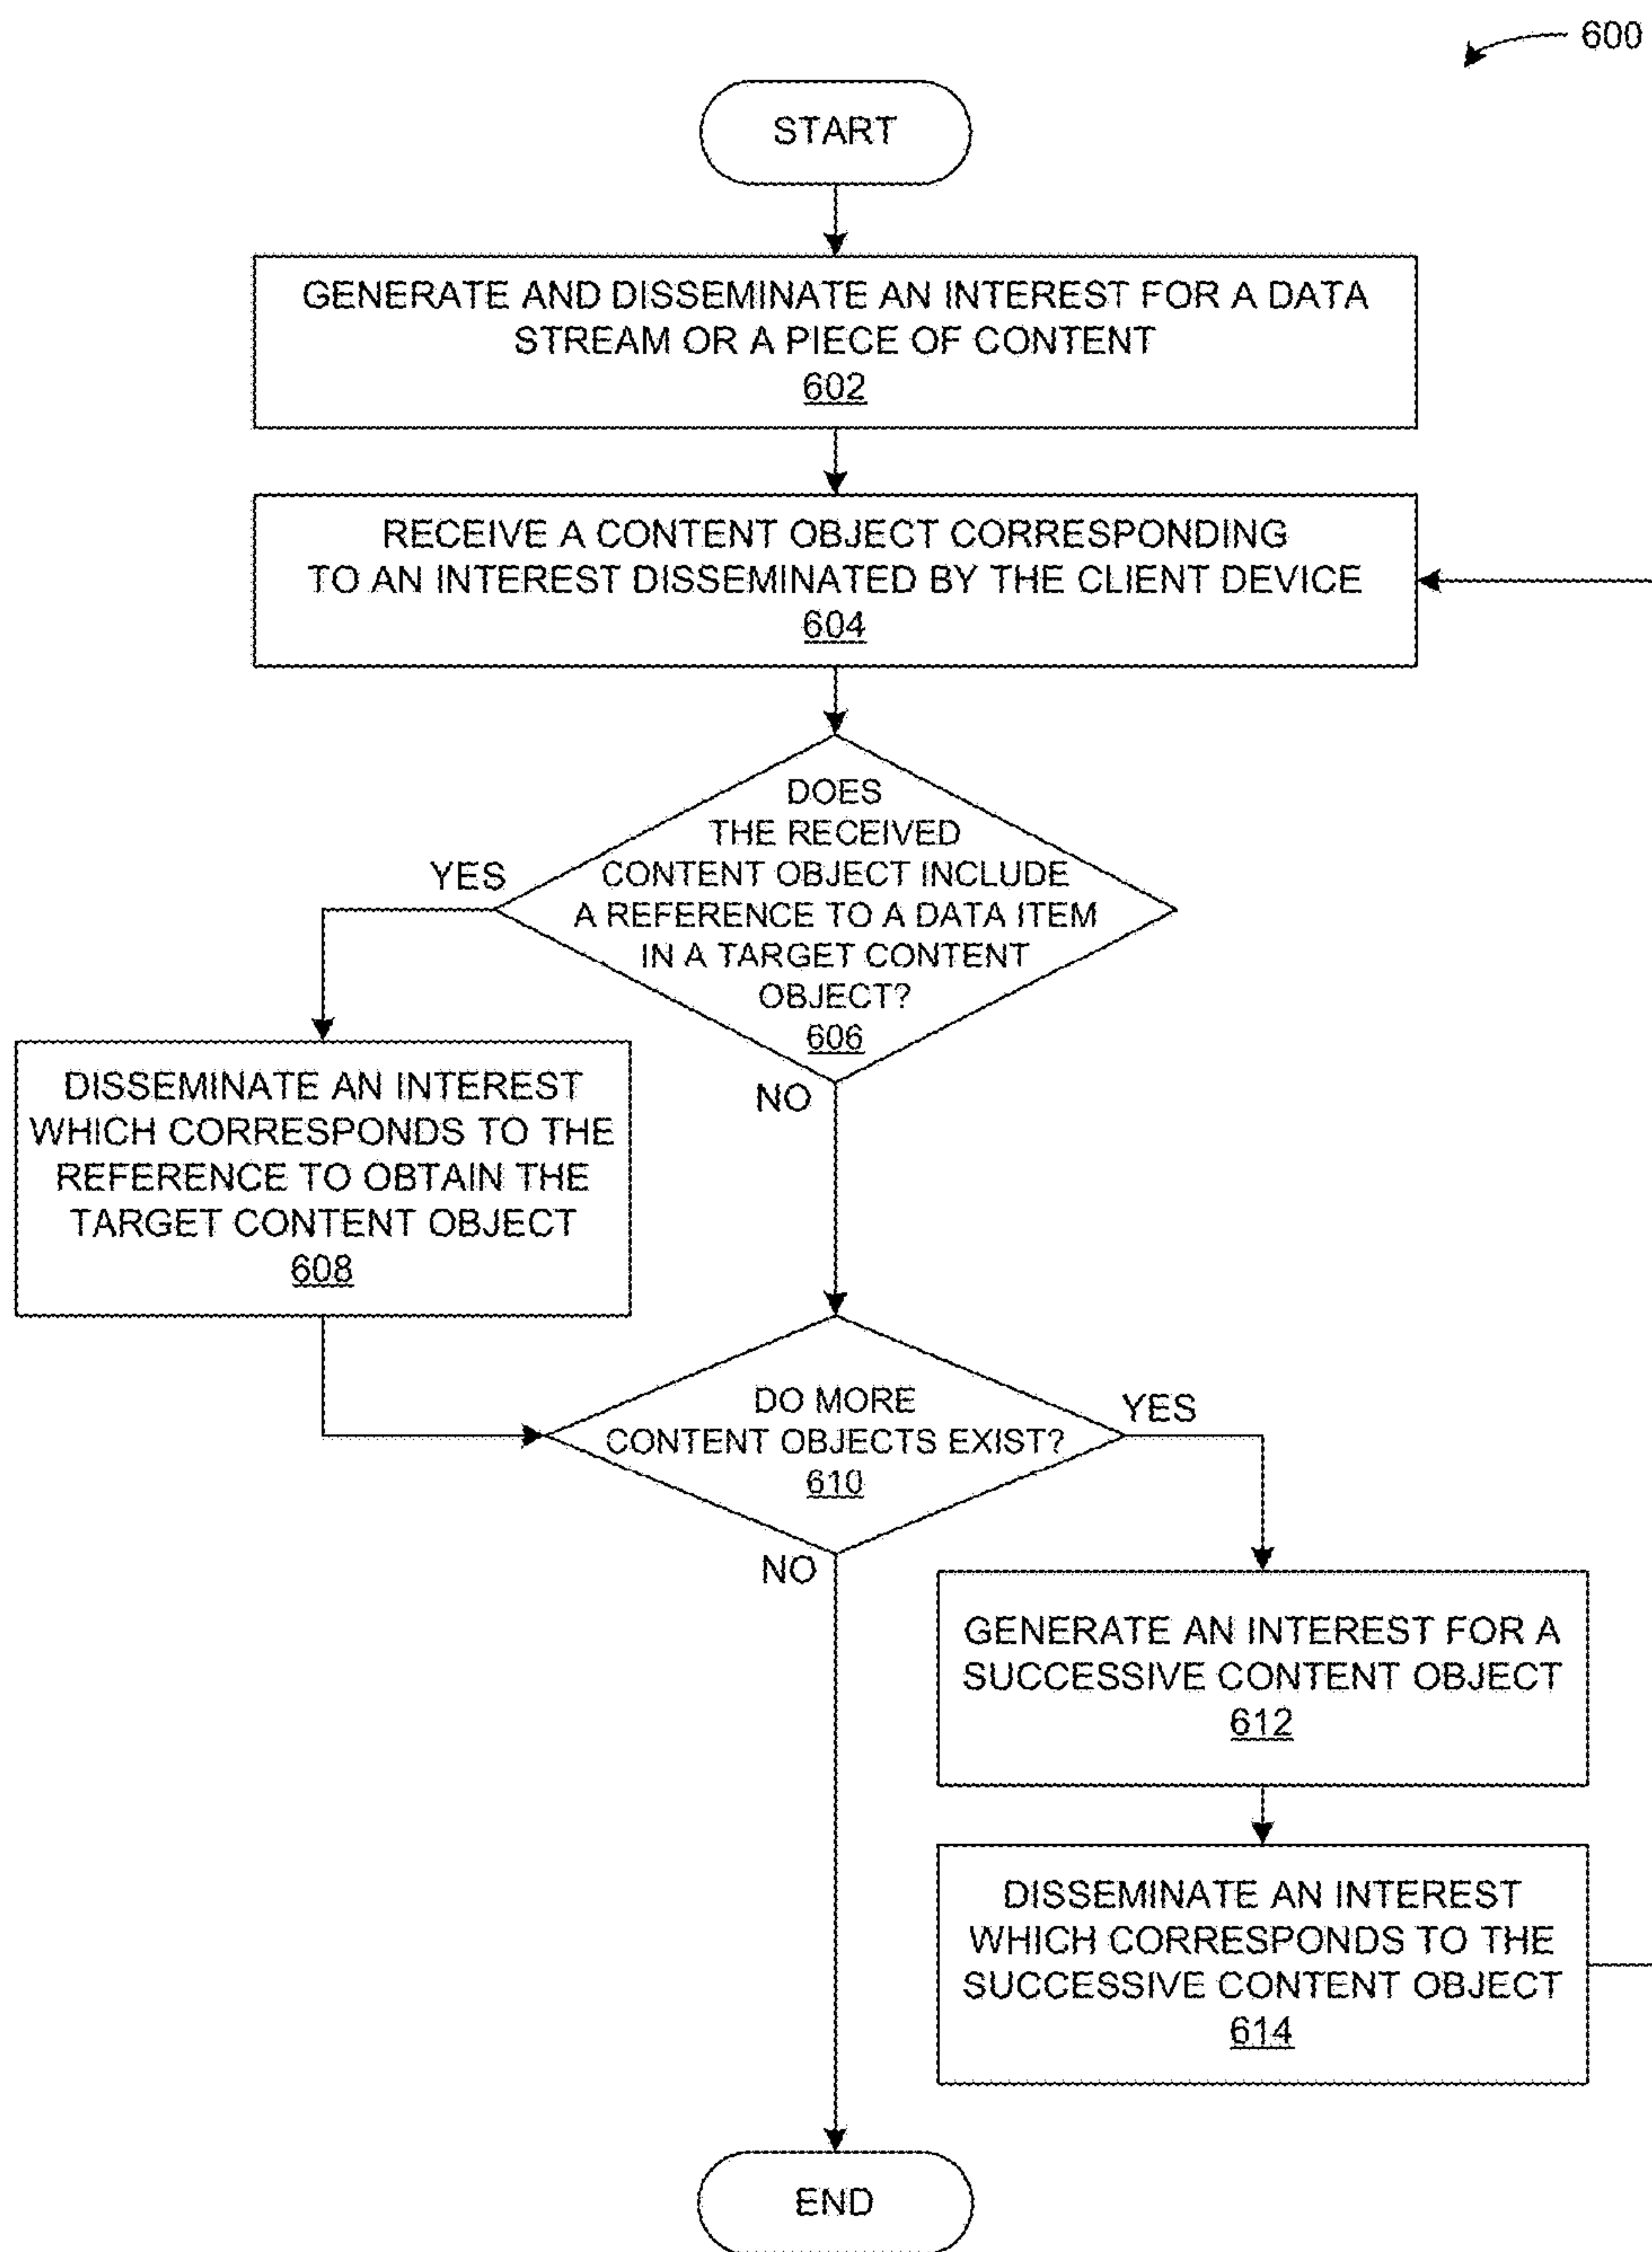 600
START
GENERATE AND DISSEMINATE AN INTEREST FOR A DATA
STREAM OR A PIECE OF CONTENT
602
RECEIVE A CONTENT OBJECT CORRESPONDING
TO AN INTEREST DISSEMINATED BY THE CLIENT DEVICE
604
DOES
THE RECEIVED
CONTENT OBJECT INCLUDE
A REFERENCE TO A DATA ITEM
IN A TARGET CONTENT
OBJECT?
606
YES
NO
DISSEMINATE AN INTEREST
WHICH CORRESPONDS TO THE
REFERENCE TO OBTAIN THE
TARGET CONTENT OBJECT
608
DO MORE
CONTENT OBJECTS EXIST?
610
YES
NO
GENERATE AN INTEREST FOR A
SUCCESSIVE CONTENT OBJECT
612
DISSEMINATE AN INTEREST
WHICH CORRESPONDS TO THE
SUCCESSIVE CONTENT OBJECT
614
END